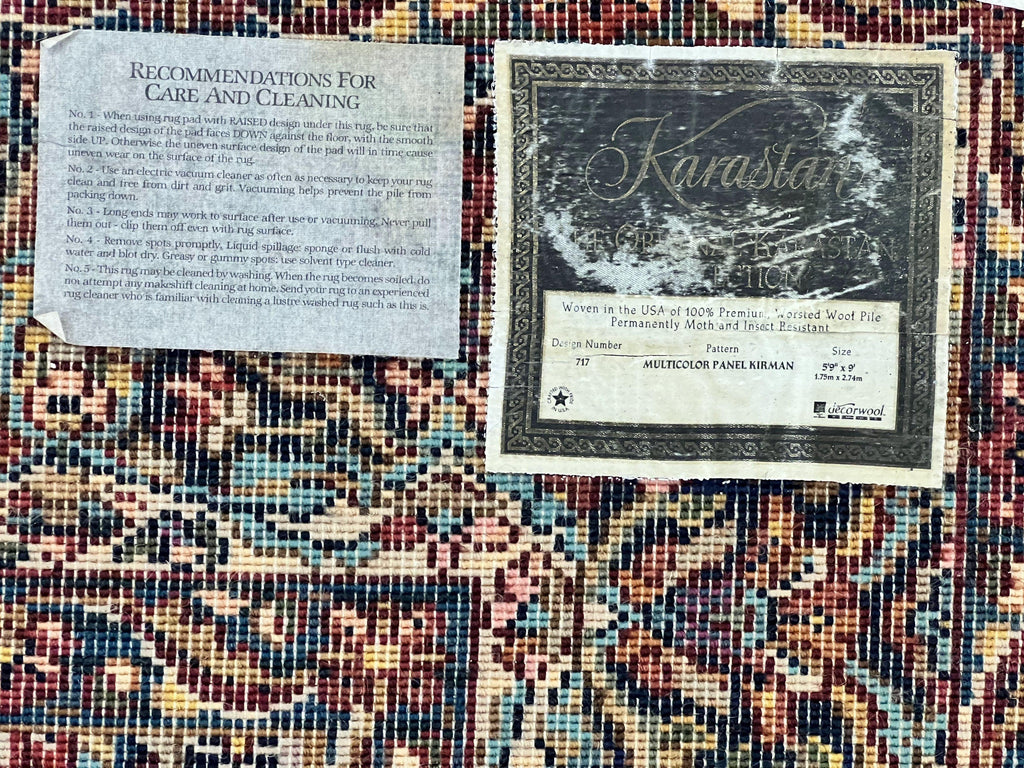 RECOMMENDATIONS FOR
CARE AND CLEANING
No. 1 - When using rug pad with RAISED design under this rug, be sure that
the raised design of the pad faces DOWN against the floor, with the smooth
side UP. Otherwise the uneven surface design of the pad will in time cause
uneven wear on the surface of the rug.
No. 2 - Use an electric vacuum cleaner as often as necessary to keep your rug
clean and free from dirt and grit. Vacuuming helps prevent the pile from
packing down.
No. 3 - Long ends may work to surface after use or vacuuming. Never pull
them out - clip them off even with rug surface.
No. 4 - Remove spots promptly. Liquid spillage: sponge or flush with cold
water and blot dry. Greasy or gummy spots: use solvent type cleaner.
No. 5 - This rug may be cleaned by washing. When the rug becomes soiled, do
not attempt any makeshift cleaning at home. Send your rug to an experienced
rug cleaner who is familiar with cleaning a lustre washed rug such as this is.
Karastan
KARASTAN
Woven in the USA of 100% Premium, Worsted Woof Pile
Permanently Moth and Insect Resistant
Design Number Pattern Size
717 MULTICOLOR PANEL KIRMAN 5'9" x 9'
1.75m x 2.74m
CRAFTED WITH PRIDE IN U.S.A.
decorwool